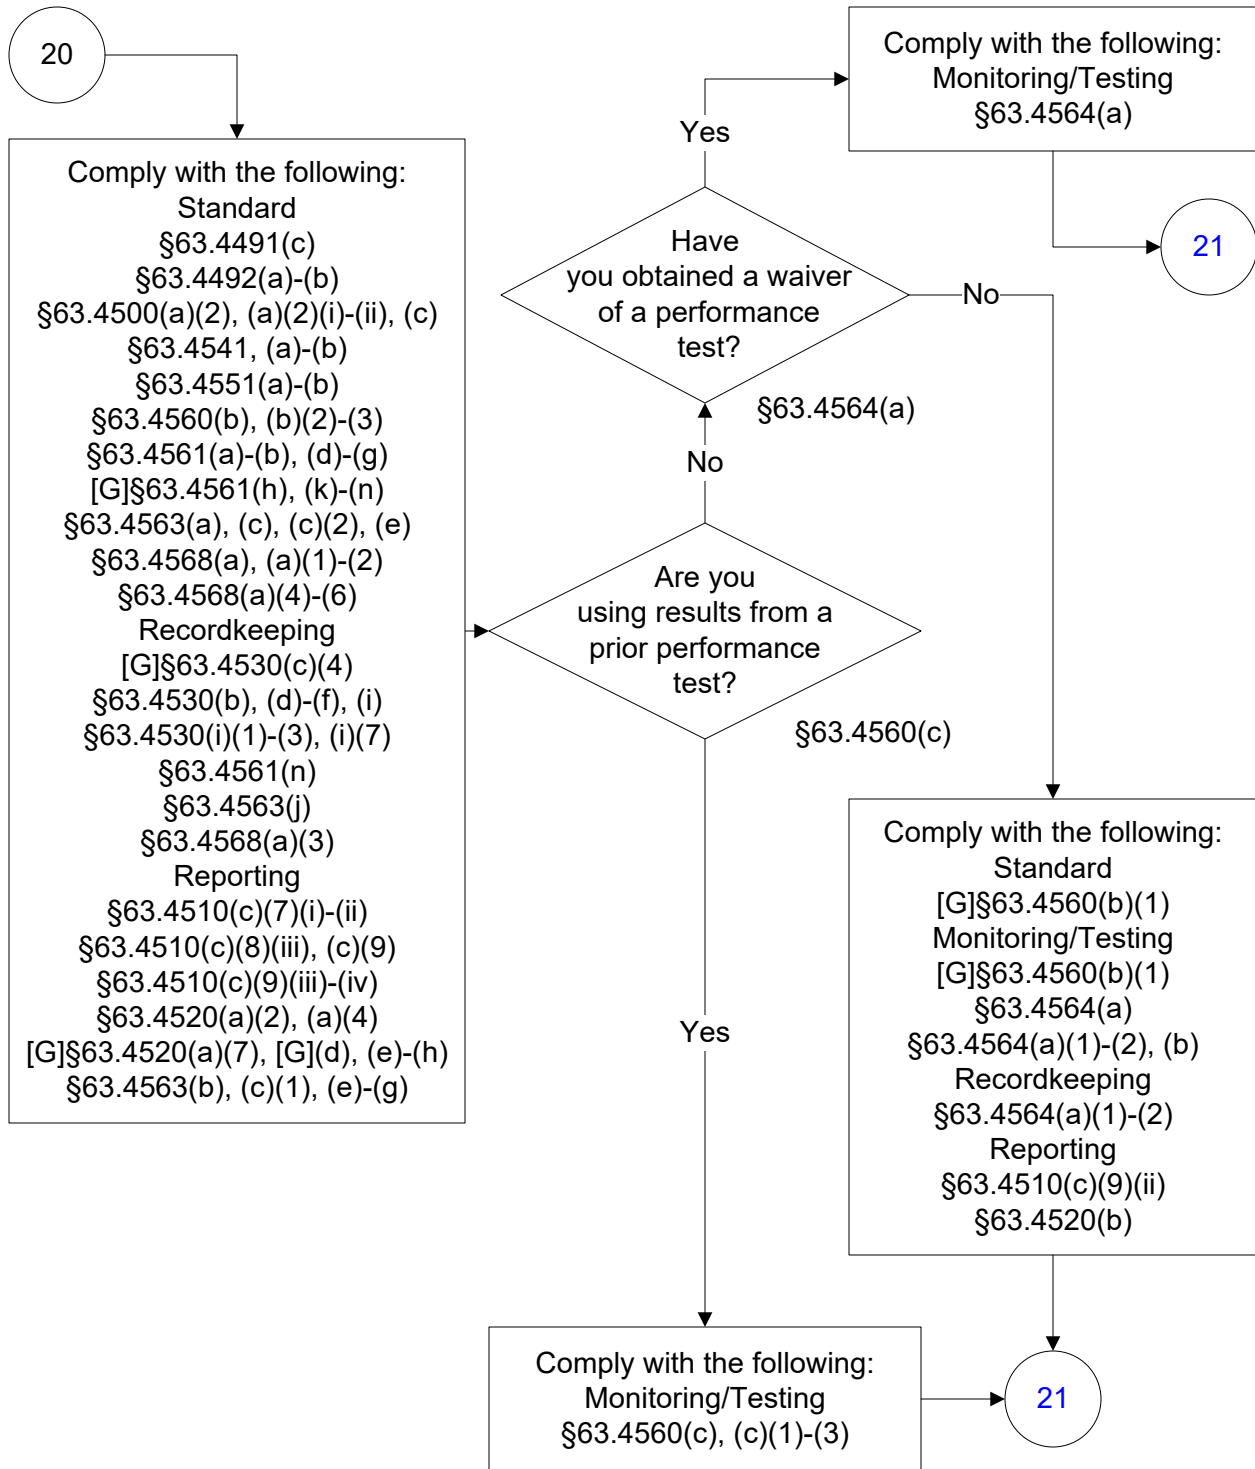 20
Comply with the following:
Standard
§63.4491(c)
§63.4492(a)-(b)
§63.4500(a)(2), (a)(2)(i)-(ii), (c)
§63.4541, (a)-(b)
§63.4551(a)-(b)
§63.4560(b), (b)(2)-(3)
§63.4561(a)-(b), (d)-(g)
[G]§63.4561(h), (k)-(n)
§63.4563(a), (c), (c)(2), (e)
§63.4568(a), (a)(1)-(2)
§63.4568(a)(4)-(6)
Recordkeeping
[G]§63.4530(c)(4)
§63.4530(b), (d)-(f), (i)
§63.4530(i)(1)-(3), (i)(7)
§63.4561(n)
§63.4563(j)
§63.4568(a)(3)
Reporting
§63.4510(c)(7)(i)-(ii)
§63.4510(c)(8)(iii), (c)(9)
§63.4510(c)(9)(iii)-(iv)
§63.4520(a)(2), (a)(4)
[G]§63.4520(a)(7), [G](d), (e)-(h)
§63.4563(b), (c)(1), (e)-(g)
Are you
using results from a
prior performance
test?
§63.4560(c)
No
Have
you obtained a waiver
of a performance
test?
§63.4564(a)
Yes
Comply with the following:
Monitoring/Testing
§63.4564(a)
21
No
Comply with the following:
Standard
[G]§63.4560(b)(1)
Monitoring/Testing
[G]§63.4560(b)(1)
§63.4564(a)
§63.4564(a)(1)-(2), (b)
Recordkeeping
§63.4564(a)(1)-(2)
Reporting
§63.4510(c)(9)(ii)
§63.4520(b)
Yes
Comply with the following:
Monitoring/Testing
§63.4560(c), (c)(1)-(3)
21